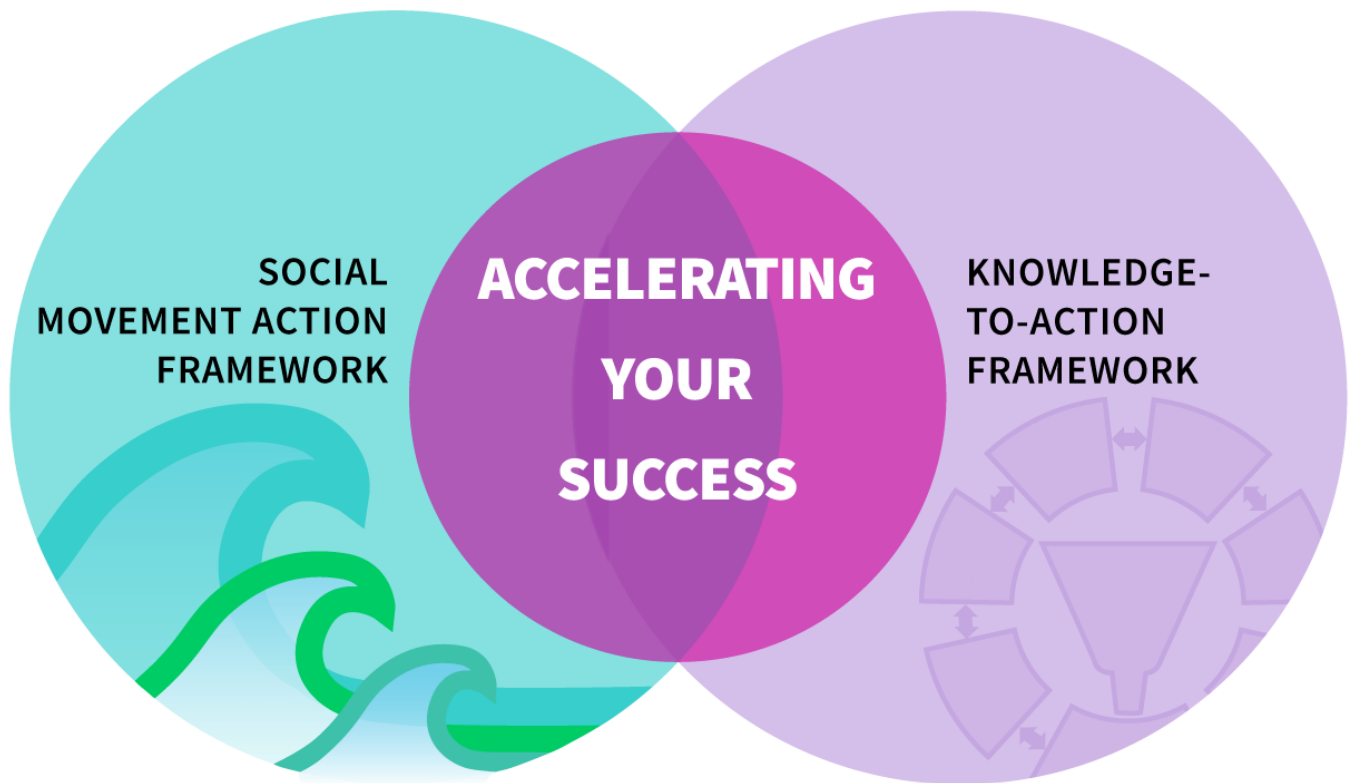 SOCIAL
MOVEMENT ACTION
FRAMEWORK
ACCELERATING
YOUR
SUCCESS
KNOWLEDGE-
TO-ACTION
FRAMEWORK